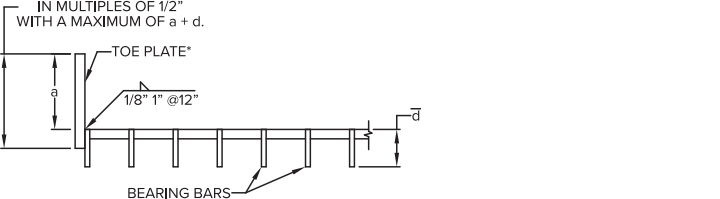 IN MULTIPLES OF 1/2”
WITH A MAXIMUM OF a + d.
TOE PLATE*
a
1/8” 1” @12”
d
BEARING BARS